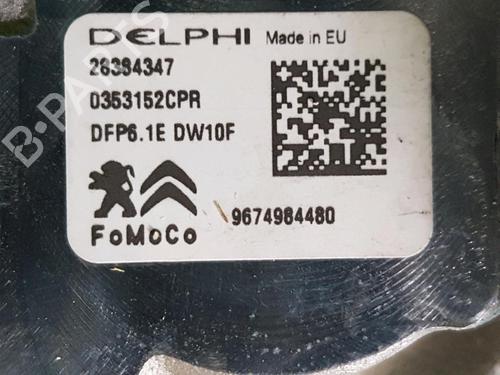 DELPHI Made in EU
28384347
0353152CPR
DFP6.1E DW10F
9674984480
FoMoCo
B-PARTS